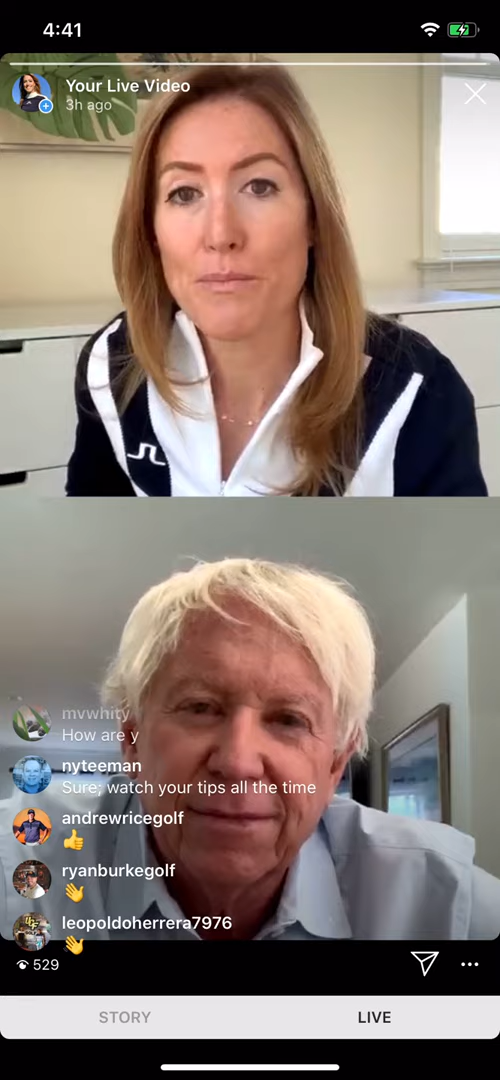 4:41
Your Live Video
3h ago
mvwhity
How are y
nyteeman
Sure; watch your tips all the time
andrewricegolf
👍
ryanburkegolf
👋
leopoldoherrera7976
👋
529
STORY
LIVE